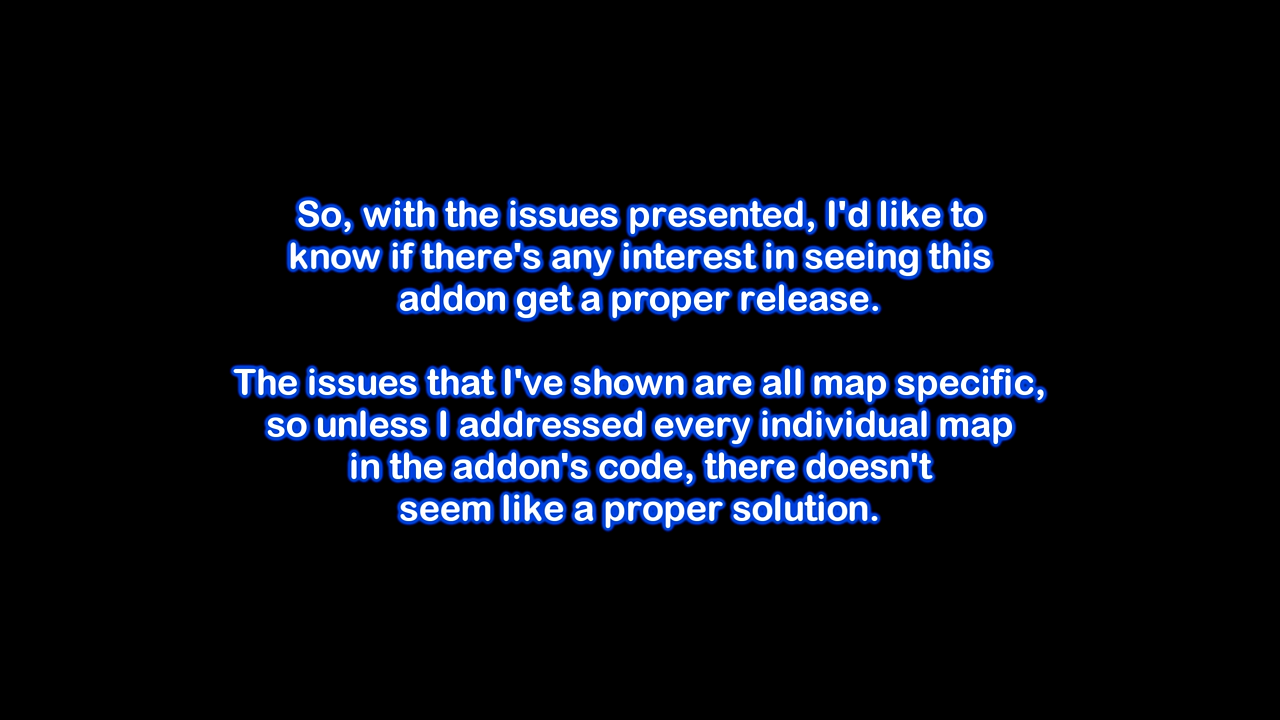 So, with the issues presented, I'd like to
know if there's any interest in seeing this
addon get a proper release.
The issues that I've shown are all map specific,
so unless I addressed every individual map
in the addon's code, there doesn't
seem like a proper solution.